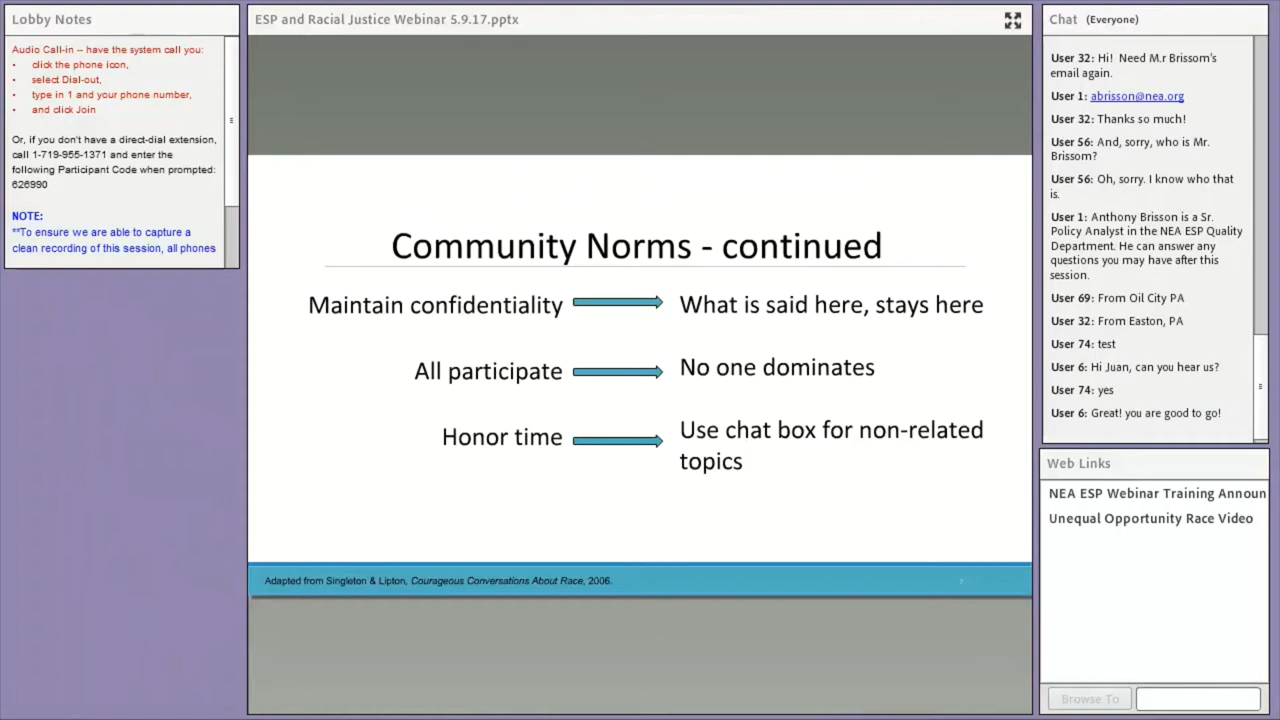 Lobby Notes
Audio Call-in -- have the system call you:
• click the phone icon,
• select Dial-out,
• type in 1 and your phone number,
• and click Join
Or, if you don't have a direct-dial extension,
call 1-719-955-1371 and enter the
following Participant Code when prompted:
626990
NOTE:
**To ensure we are able to capture a
clean recording of this session, all phones
ESP and Racial Justice Webinar 5.9.17.pptx
Community Norms - continued
Maintain confidentiality
What is said here, stays here
All participate
No one dominates
Honor time
Use chat box for non-related
topics
Adapted from Singleton & Lipton, Courageous Conversations About Race, 2006.
7
Chat (Everyone)
User 32: Hi! Need M.r Brissom's
email again.
User 1: abrisson@nea.org
User 32: Thanks so much!
User 56: And, sorry, who is Mr.
Brissom?
User 56: Oh, sorry. I know who that
is.
User 1: Anthony Brisson is a Sr.
Policy Analyst in the NEA ESP Quality
Department. He can answer any
questions you may have after this
session.
User 69: From Oil City PA
User 32: From Easton, PA
User 74: test
User 6: Hi Juan, can you hear us?
User 74: yes
User 6: Great! you are good to go!
Web Links
NEA ESP Webinar Training Announ
Unequal Opportunity Race Video
Browse To